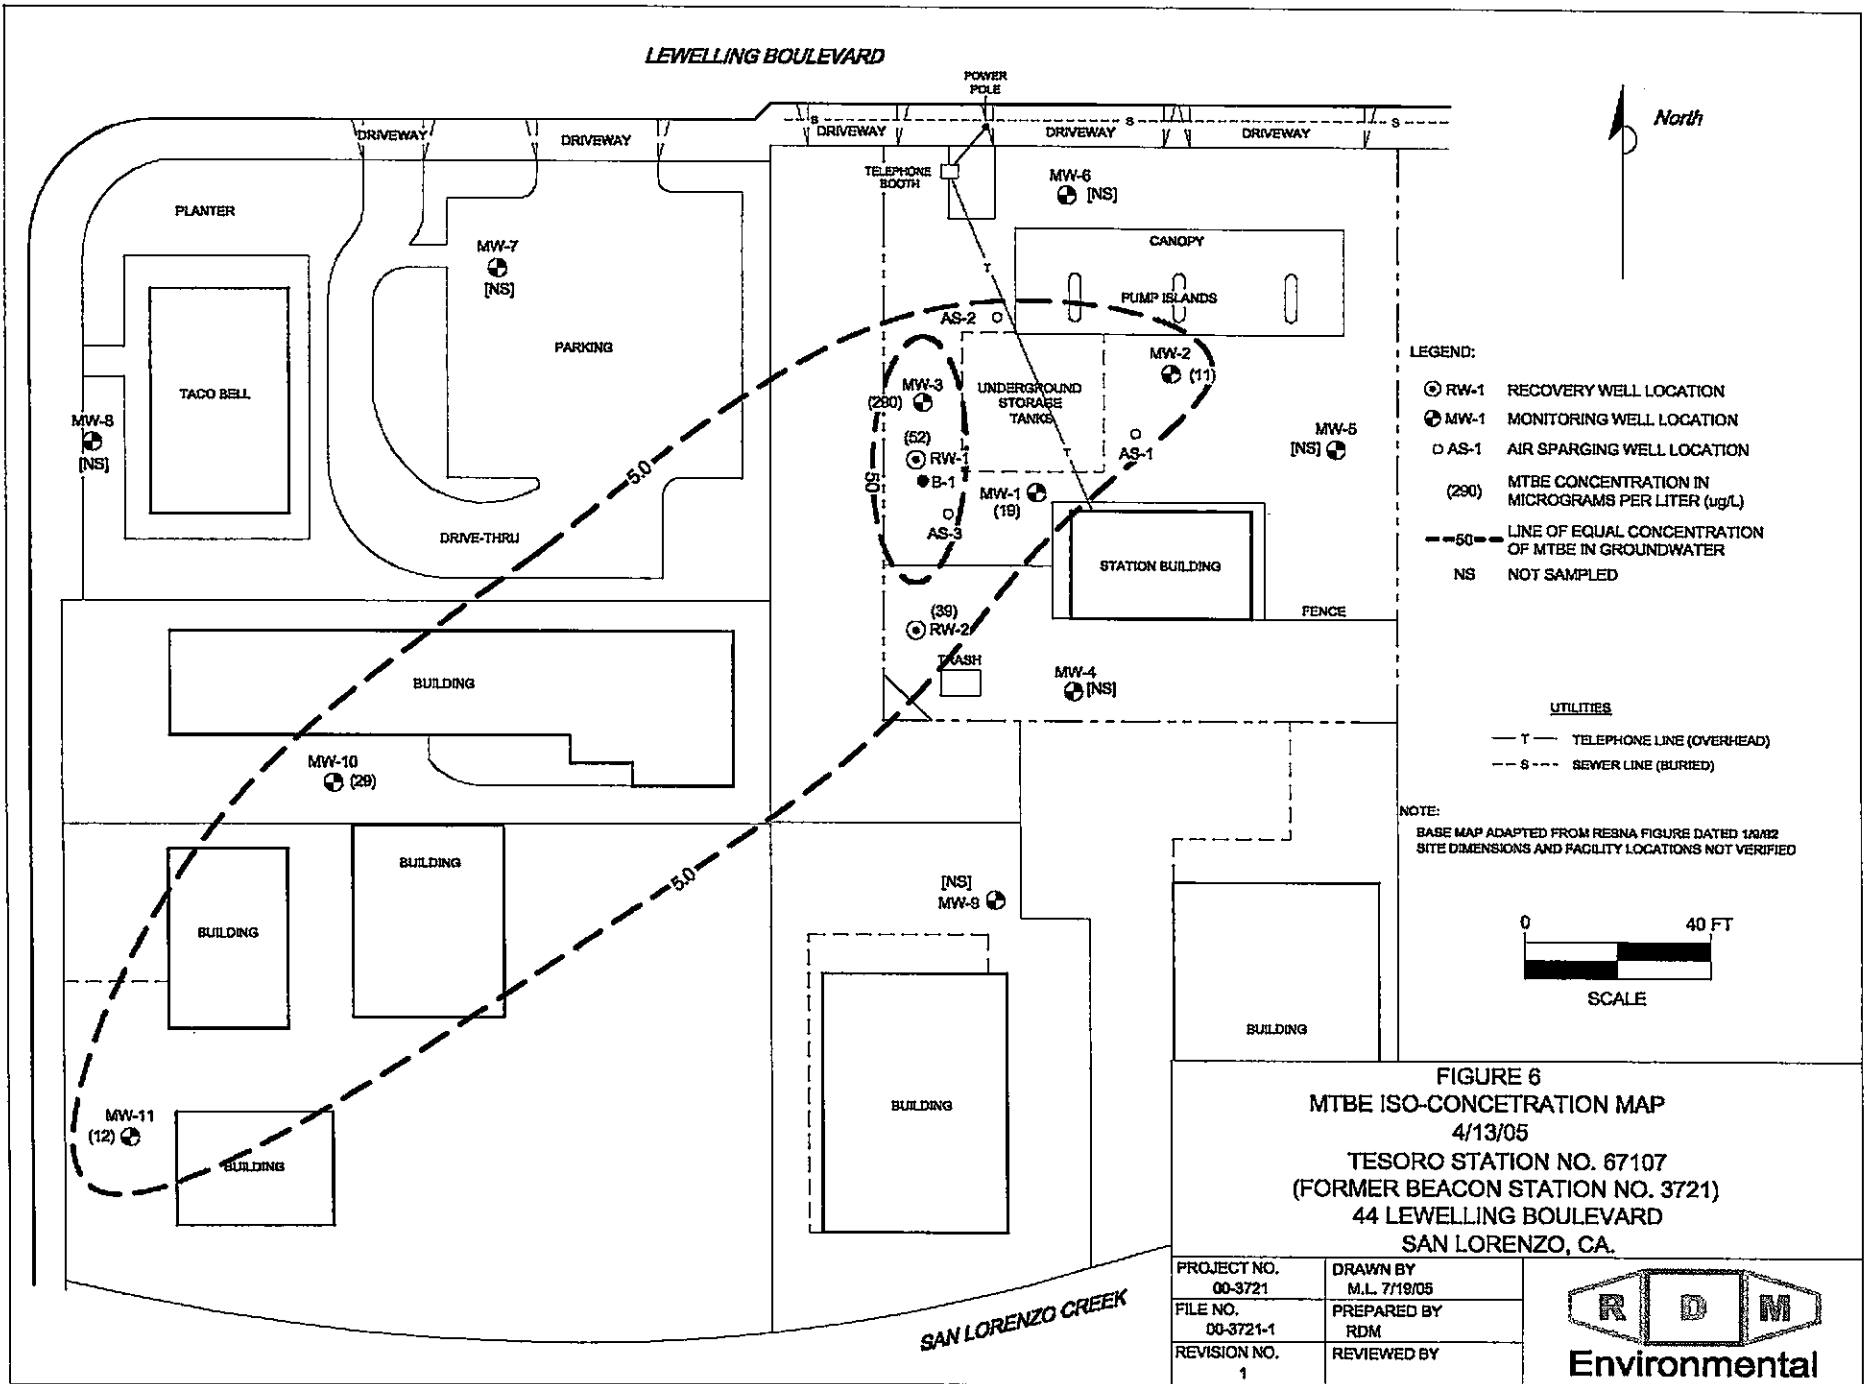 LEWELLING BOULEVARD
POWER
POLE
North
S
S
S
DRIVEWAY
DRIVEWAY
DRIVEWAY
DRIVEWAY
DRIVEWAY
TELEPHONE
BOOTH
MW-6
[NS]
PLANTER
CANOPY
MW-7
[NS]
T
PUMP ISLANDS
AS-2
PARKING
MW-2
(11)
LEGEND:
TACO BELL
MW-3
UNDERGROUND
STORAGE
TANKS
RW-1 RECOVERY WELL LOCATION
MW-8
[NS]
MW-1 MONITORING WELL LOCATION
(52)
RW-1
MW-5
[NS]
AS-1
T
AS-1 AIR SPARGING WELL LOCATION
5.0
50
B-1
MW-1
(19)
(290) MTBE CONCENTRATION IN
MICROGRAMS PER LITER (ug/L)
AS-3
DRIVE-THRU
50 LINE OF EQUAL CONCENTRATION
OF MTBE IN GROUNDWATER
STATION BUILDING
NS NOT SAMPLED
(39)
RW-2
FENCE
TRASH
MW-4
[NS]
BUILDING
UTILITIES
T TELEPHONE LINE (OVERHEAD)
S SEWER LINE (BURIED)
MW-10
(29)
NOTE:
BASE MAP ADAPTED FROM RESNA FIGURE DATED
SITE DIMENSIONS AND FACILITY LOCATIONS NOT VERIFIED
BUILDING
5.0
[NS]
MW-9
BUILDING
0 40 FT
SCALE
BUILDING
BUILDING
MW-11
(12)
BUILDING
FIGURE 6
MTBE ISO-CONCETRATION MAP
4/13/05
TESORO STATION NO. 67107
(FORMER BEACON STATION NO. 3721)
44 LEWELLING BOULEVARD
SAN LORENZO, CA.
SAN LORENZO CREEK
PROJECT NO.
00-3721
DRAWN BY
M.L. 7/19/05
FILE NO.
00-3721-1
PREPARED BY
RDM
REVISION NO.
1
REVIEWED BY
R D M
Environmental